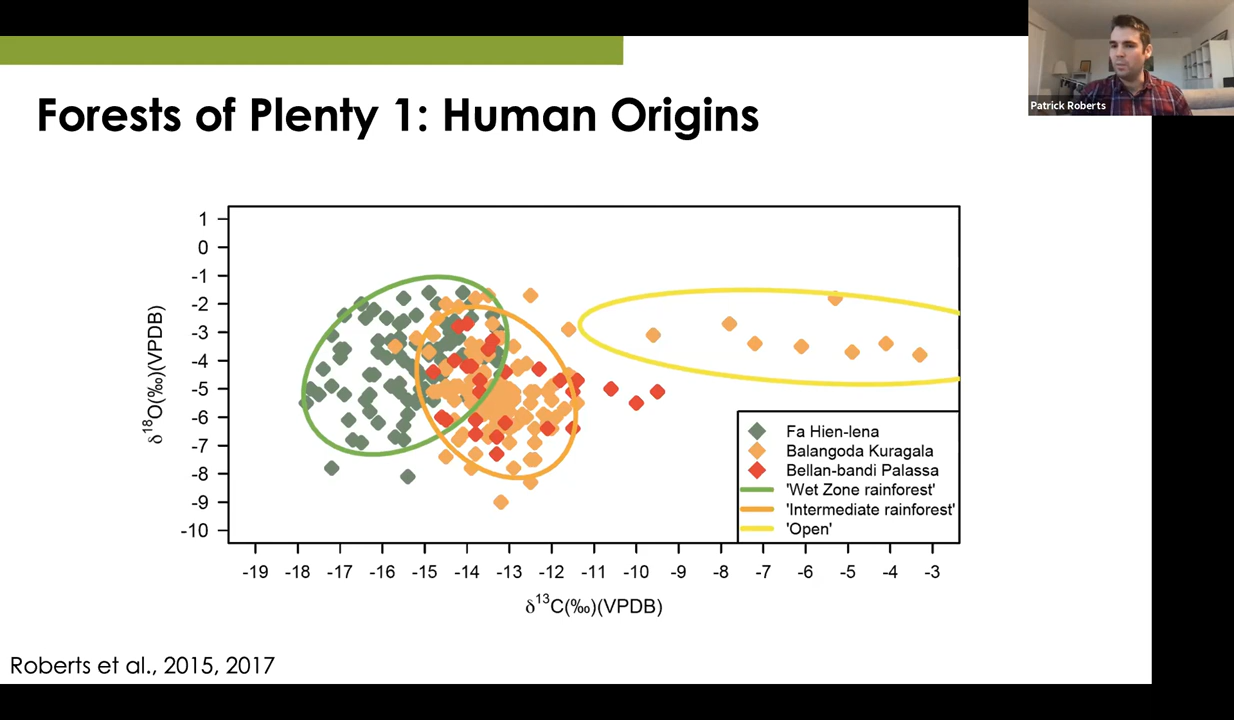 Patrick Roberts
Forests of Plenty 1: Human Origins
1
0
-1
-2
-3
-4
-5
-6
-7
-8
-9
-10
δ18O(‰)(VPDB)
Fa Hien-lena
Balangoda Kuragala
Bellan-bandi Palassa
'Wet Zone rainforest'
'Intermediate rainforest'
'Open'
-19 -18 -17 -16 -15 -14 -13 -12 -11 -10 -9 -8 -7 -6 -5 -4 -3
δ13C(‰)(VPDB)
Roberts et al., 2015, 2017